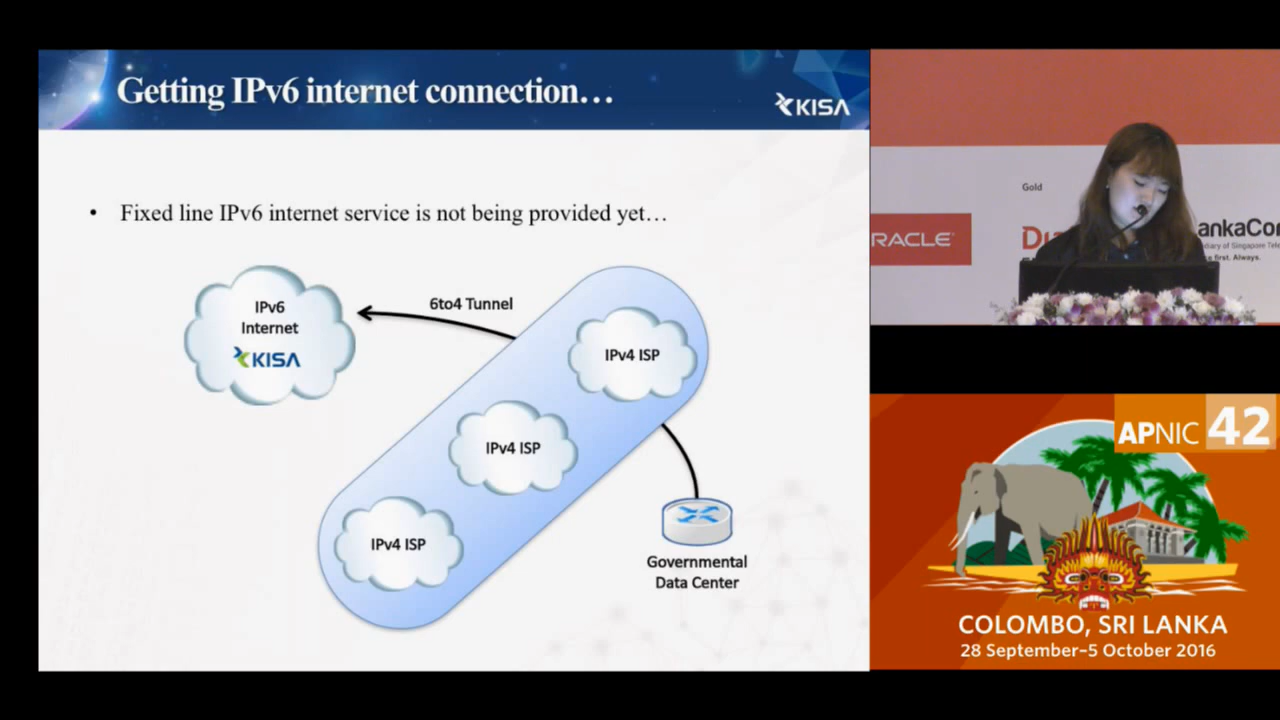 Getting IPv6 internet connection...
KISA
• Fixed line IPv6 internet service is not being provided yet...
IPv6
Internet
KISA
6to4 Tunnel
IPv4 ISP
IPv4 ISP
IPv4 ISP
Governmental
Data Center
Gold
RACLE
ankaCo
e first. Always.
APNIC 42
COLOMBO, SRI LANKA
28 September–5 October 2016